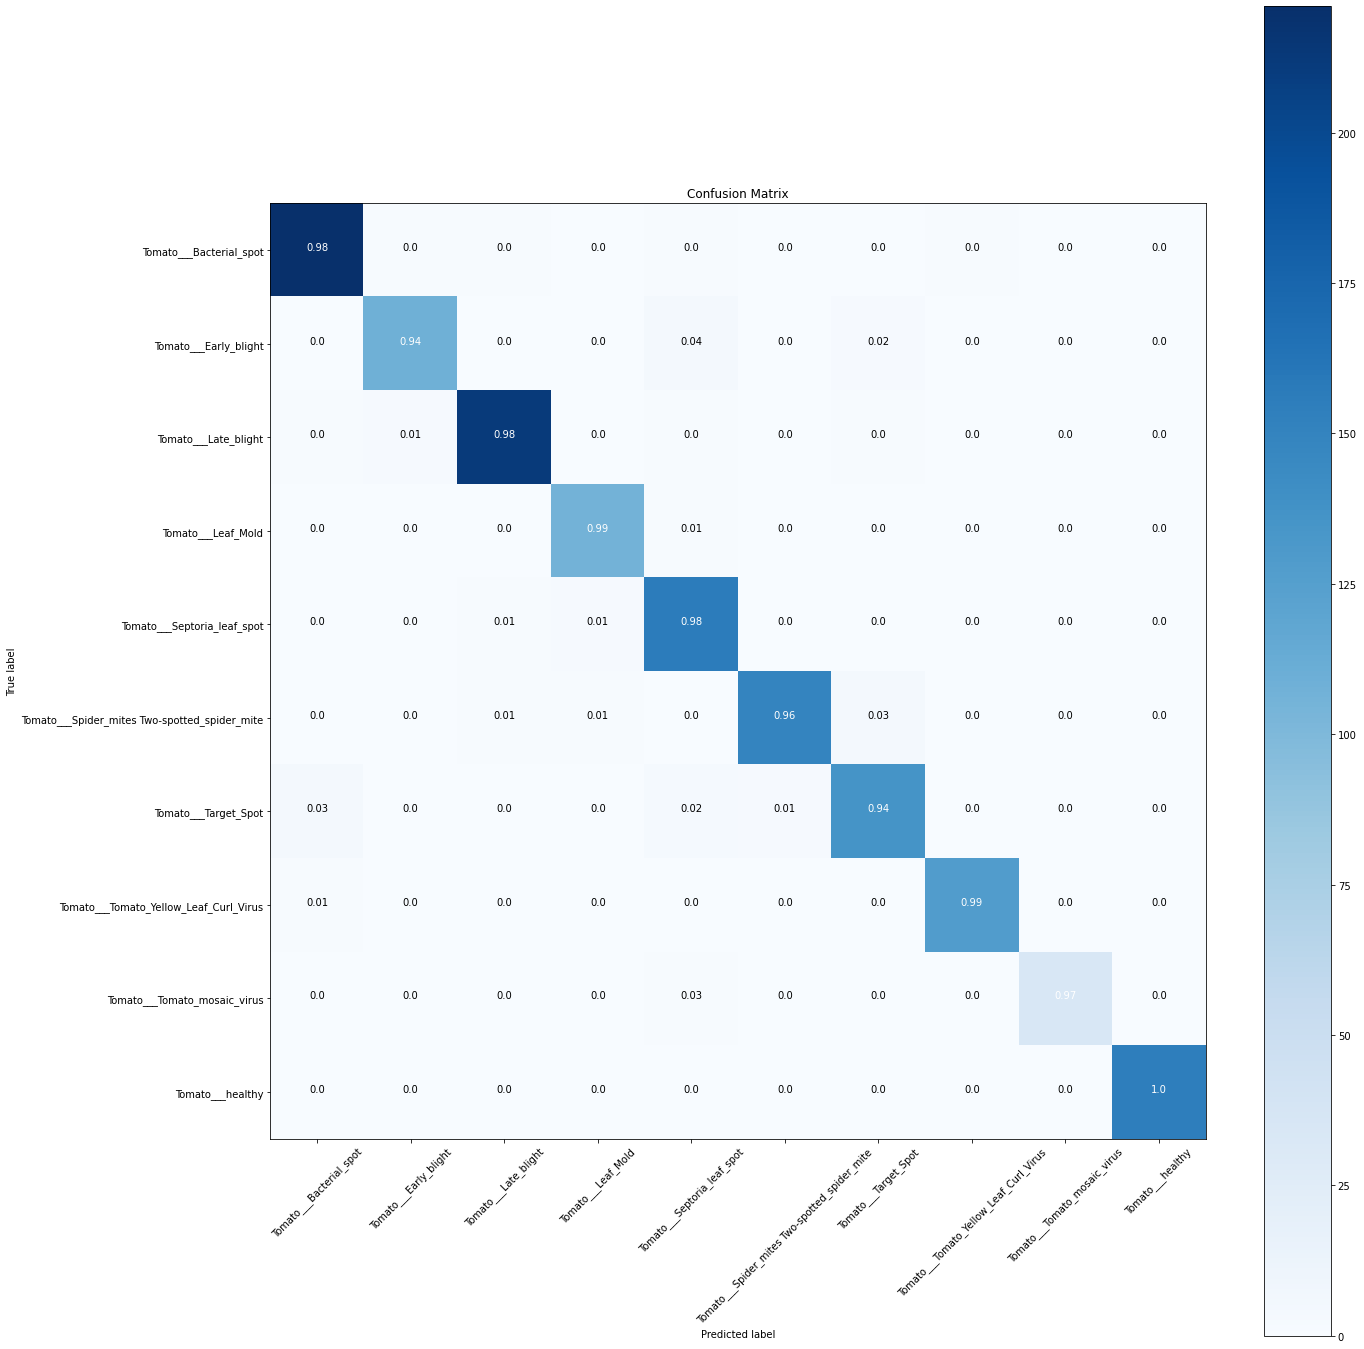 Confusion Matrix
Tomato___Bacterial_spot 0.98 0.0 0.0 0.0 0.0 0.0 0.0 0.0 0.0 0.0
Tomato___Early_blight 0.0 0.94 0.0 0.0 0.04 0.0 0.02 0.0 0.0 0.0
Tomato___Late_blight 0.0 0.01 0.98 0.0 0.0 0.0 0.0 0.0 0.0 0.0
Tomato___Leaf_Mold 0.0 0.0 0.0 0.99 0.01 0.0 0.0 0.0 0.0 0.0
Tomato___Septoria_leaf_spot 0.0 0.0 0.01 0.01 0.98 0.0 0.0 0.0 0.0 0.0
Tomato___Spider_mites Two-spotted_spider_mite 0.0 0.0 0.01 0.01 0.0 0.96 0.03 0.0 0.0 0.0
Tomato___Target_Spot 0.03 0.0 0.0 0.0 0.02 0.01 0.94 0.0 0.0 0.0
Tomato___Tomato_Yellow_Leaf_Curl_Virus 0.01 0.0 0.0 0.0 0.0 0.0 0.0 0.99 0.0 0.0
Tomato___Tomato_mosaic_virus 0.0 0.0 0.0 0.0 0.03 0.0 0.0 0.0 0.97 0.0
Tomato___healthy 0.0 0.0 0.0 0.0 0.0 0.0 0.0 0.0 0.0 1.0
True label
Tomato___Bacterial_spot
Tomato___Early_blight
Tomato___Late_blight
Tomato___Leaf_Mold
Tomato___Septoria_leaf_spot
Tomato___Spider_mites Two-spotted_spider_mite
Tomato___Target_Spot
Tomato___Tomato_Yellow_Leaf_Curl_Virus
Tomato___Tomato_mosaic_virus
Tomato___healthy
Predicted label
200
175
150
125
100
75
50
25
0